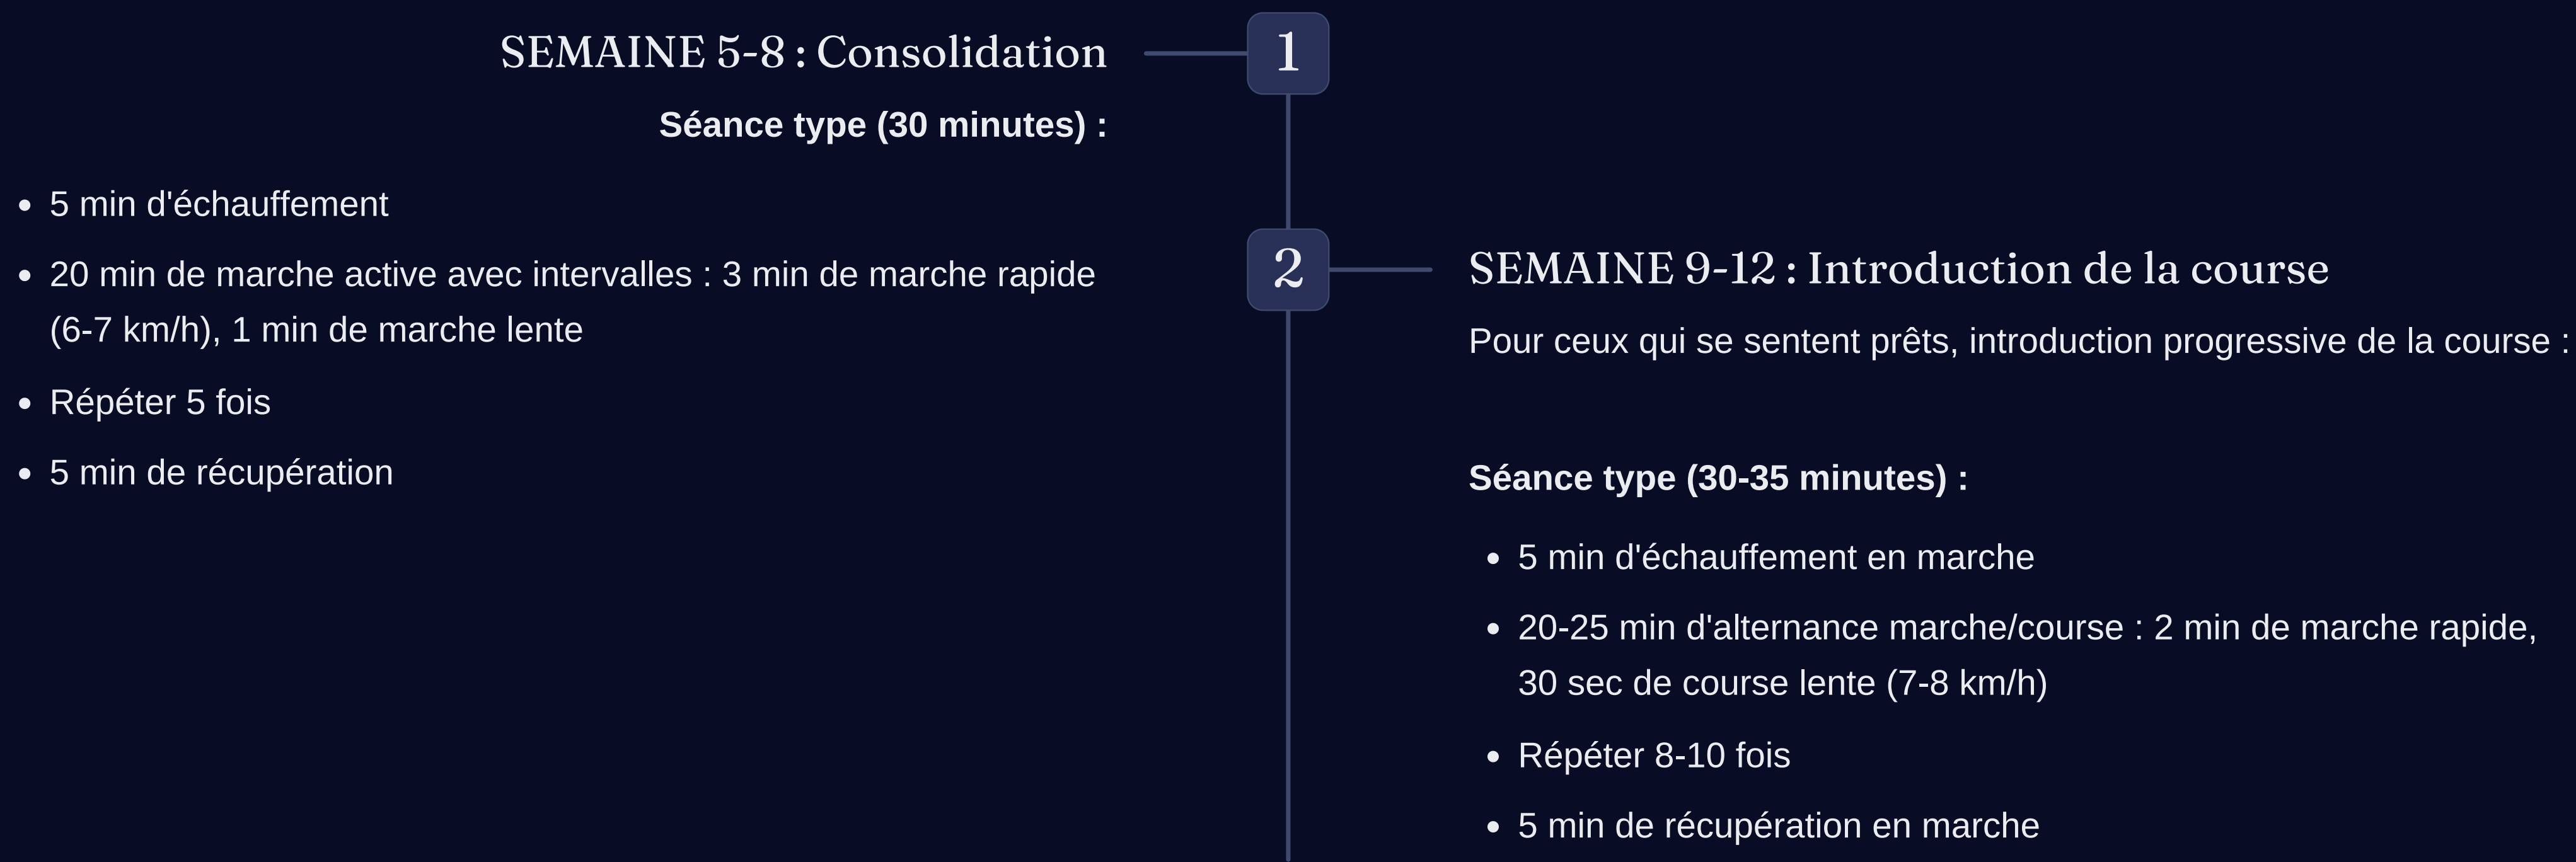 SEMAINE 5-8 : Consolidation
1
Séance type (30 minutes) :
• 5 min d'échauffement
• 20 min de marche active avec intervalles : 3 min de marche rapide
(6-7 km/h), 1 min de marche lente
• Répéter 5 fois
• 5 min de récupération
2
SEMAINE 9-12 : Introduction de la course
Pour ceux qui se sentent prêts, introduction progressive de la course :
Séance type (30-35 minutes) :
• 5 min d'échauffement en marche
• 20-25 min d'alternance marche/course : 2 min de marche rapide,
30 sec de course lente (7-8 km/h)
• Répéter 8-10 fois
• 5 min de récupération en marche